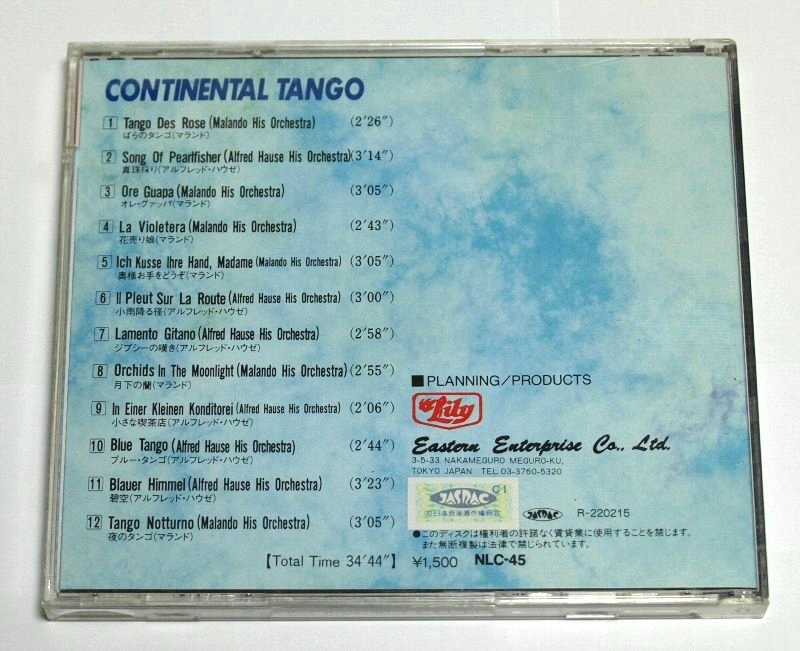 CONTINENTAL TANGO
1 Tango Des Rose (Malando His Orchestra) (2′26″)
ばらのタンゴ(マランド)
2 Song Of Pearlfisher (Alfred Hause His Orchestra) (3′14″)
真珠採り(アルフレッド・ハウゼ)
3 Ore Guapa (Malando His Orchestra) (3′05″)
オレ・グァッパ(マランド)
4 La Violetera (Malando His Orchestra) (2′43″)
花売り娘(マランド)
5 Ich Kusse Ihre Hand, Madame (Malando His Orchestra) (3′05″)
奥様お手をどうぞ(マランド)
6 Il Pleut Sur La Route (Alfred Hause His Orchestra) (3′00″)
小雨降る径(アルフレッド・ハウゼ)
7 Lamento Gitano (Alfred Hause His Orchestra) (2′58″)
ジプシーの嘆き(アルフレッド・ハウゼ)
8 Orchids In The Moonlight (Malando His Orchestra) (2′55″)
月下の蘭(マランド)
9 In Einer Kleinen Konditorei (Alfred Hause His Orchestra) (2′06″)
小さな喫茶店(アルフレッド・ハウゼ)
10 Blue Tango (Alfred Hause His Orchestra) (2′44″)
ブルー・タンゴ(アルフレッド・ハウゼ)
11 Blauer Himmel (Alfred Hause His Orchestra) (3′23″)
碧空(アルフレッド・ハウゼ)
12 Tango Notturno (Malando His Orchestra) (3′05″)
夜のタンゴ(マランド)
【Total Time 34′44″】
■PLANNING/PRODUCTS
Lily
Eastern Enterprise Co., Ltd.
3-5-33 NAKAMEGURO MEGURO-KU,
TOKYO JAPAN TEL 03-3760-5320
C1
JASRAC
日本音楽著作権協会
JASRAC R-220215
●このディスクは権利者の許諾なく賃貸業に使用することを禁じます。
また無断複製は法律で禁じられています。
¥1,500 NLC-45